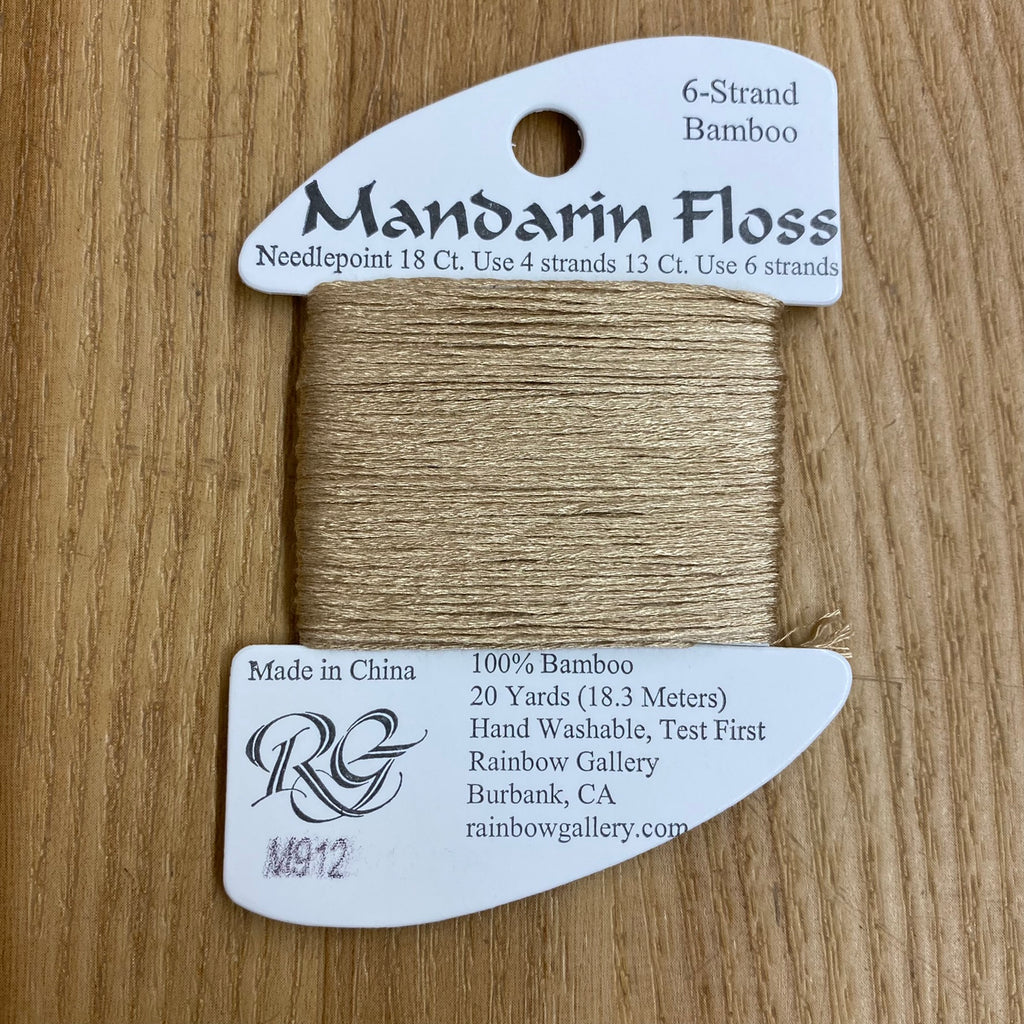 6-Strand
Bamboo
Mandarin Floss
Needlepoint 18 Ct. Use 4 strands 13 Ct. Use 6 strands
Made in China
RG
M912
100% Bamboo
20 Yards (18.3 Meters)
Hand Washable, Test First
Rainbow Gallery
Burbank, CA
rainbowgallery.com